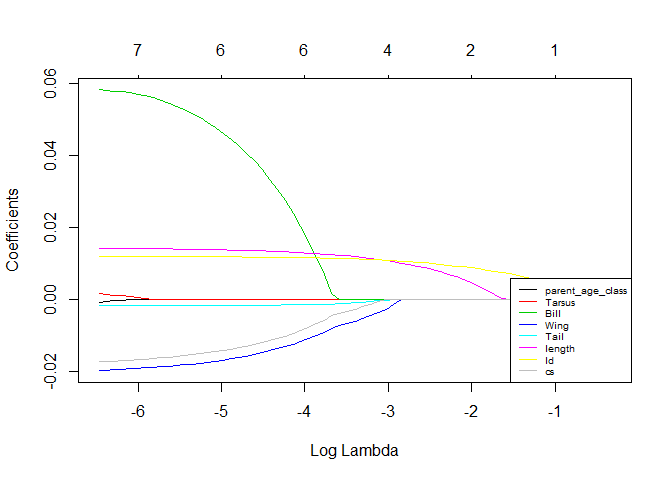 7 6 6 4 2 1
0.06
0.04
0.02
0.00
-0.02
Coefficients
-6 -5 -4 -3 -2 -1
Log Lambda
parent_age_class
Tarsus
Bill
Wing
Tail
length
ld
cs